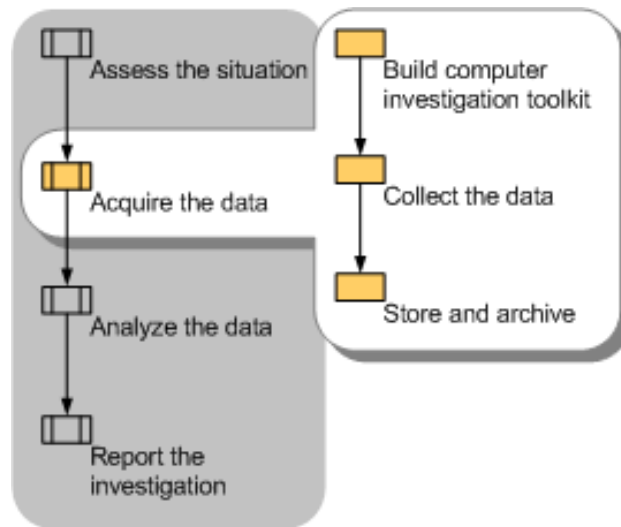 Assess the situation
Acquire the data
Analyze the data
Report the
investigation
Build computer
investigation toolkit
Collect the data
Store and archive